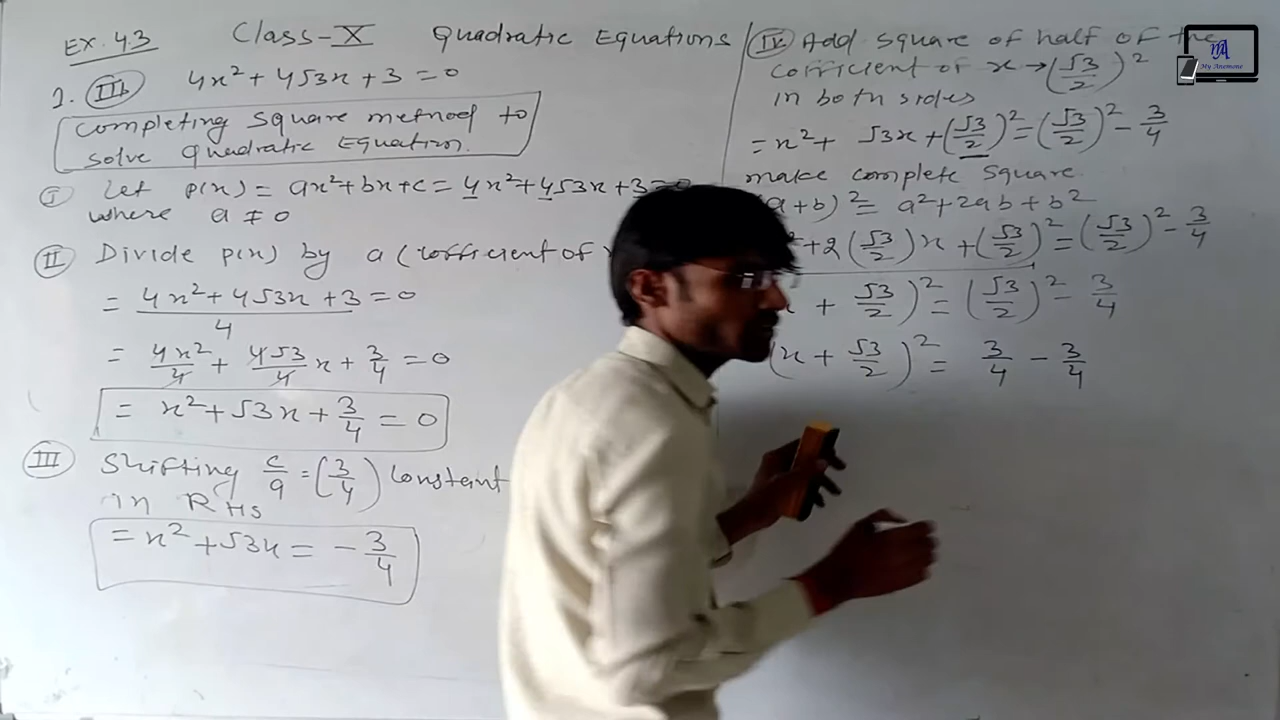 Ex. 4.3 Class-X Quadratic Equations
1. (III) 4x² + 4√3x + 3 = 0
completing square method to
solve quadratic Equation.
(I) Let p(x) = ax² + bx + c = 4x² + 4√3x + 3 = 0
where a ≠ 0
(II) Divide p(x) by a (cofficient of
= 4x² + 4√3x + 3 = 0
4
= 4x²/4 + 4√3/4 x + 3/4 = 0
= x² + √3x + 3/4 = 0
(III) Shifting c/a = (3/4) constant
in RHS
= x² + √3x = - 3/4
(IV) Add square of half of the
cofficient of x → (√3/2)²
in both sides
= x² + √3x + (√3/2)² = (√3/2)² - 3/4
make complete square
a + b)² = a² + 2ab + b²
² + 2(√3/2)x + (√3/2)² = (√3/2)² - 3/4
x + √3/2)² = (√3/2)² - 3/4
(x + √3/2)² = 3/4 - 3/4
MA
My Anemone